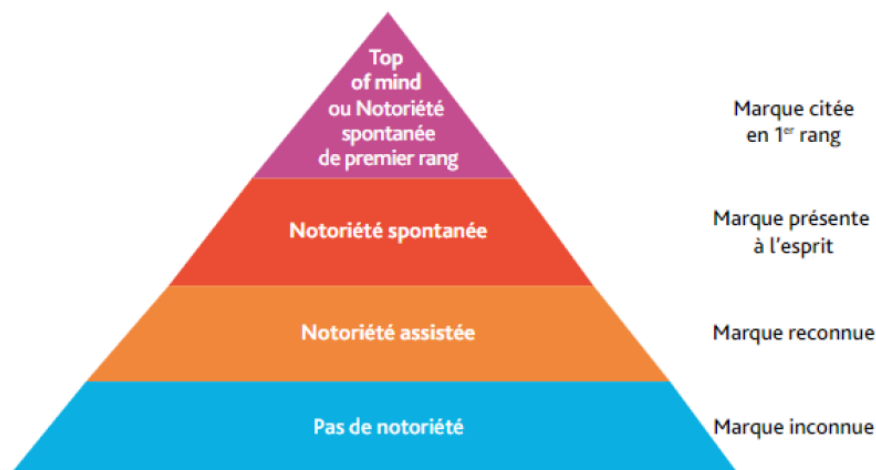 Top
of mind
ou Notoriété
spontanée
de premier rang
Marque citée
en 1er rang
Notoriété spontanée
Marque présente
à l’esprit
Notoriété assistée
Marque reconnue
Pas de notoriété
Marque inconnue